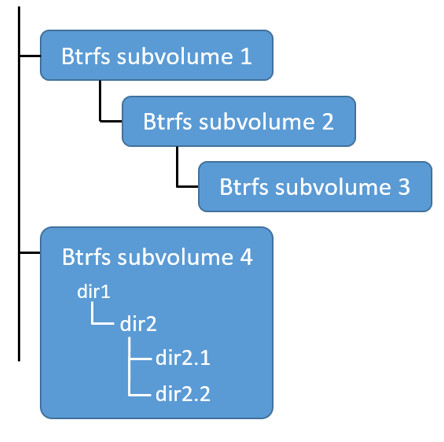 Btrfs subvolume 1
Btrfs subvolume 2
Btrfs subvolume 3
Btrfs subvolume 4
dir1
dir2
dir2.1
dir2.2